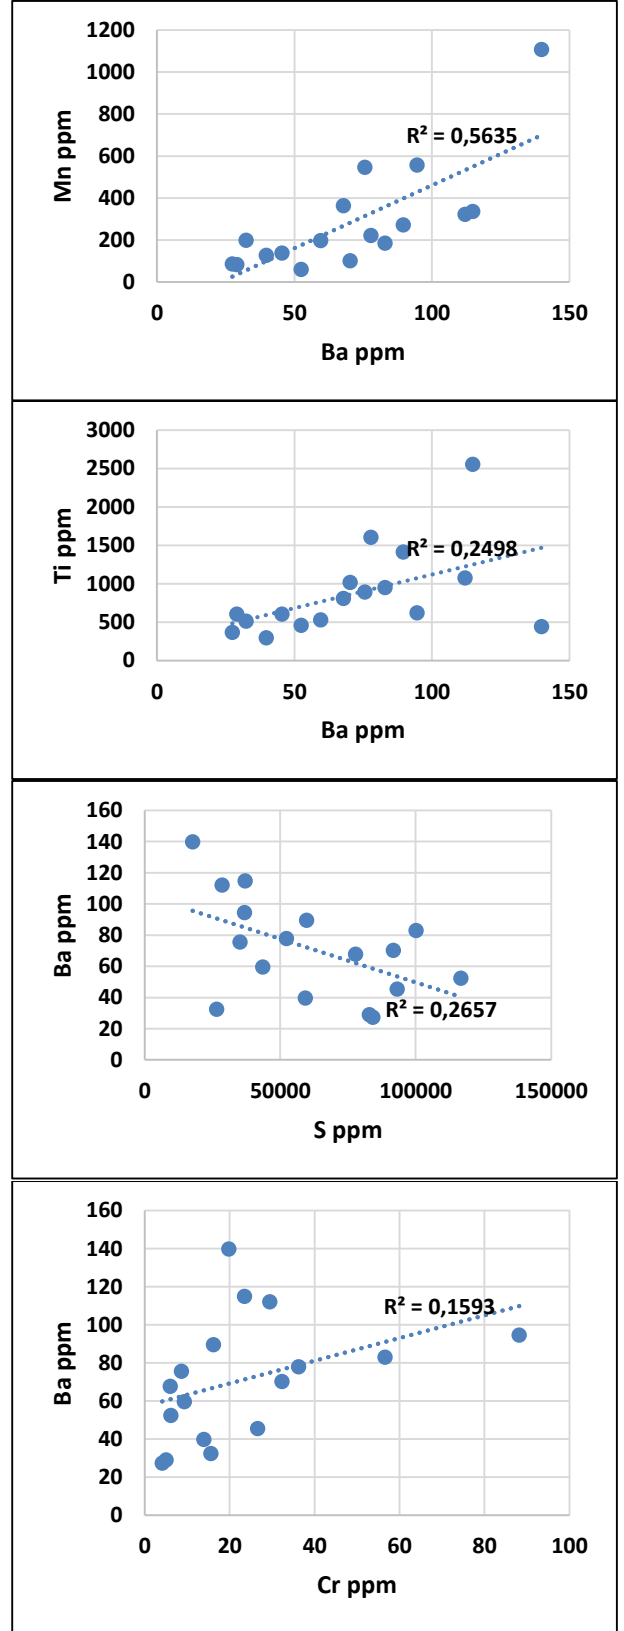 1200
1000
800
600
400
200
0
Mn ppm
R² = 0,5635
0 50 100 150
Ba ppm
3000
2500
2000
1500
1000
500
0
Ti ppm
R² = 0,2498
0 50 100 150
Ba ppm
160
140
120
100
80
60
40
20
0
Ba ppm
R² = 0,2657
0 50000 100000 150000
S ppm
160
140
120
100
80
60
40
20
0
Ba ppm
R² = 0,1593
0 20 40 60 80 100
Cr ppm